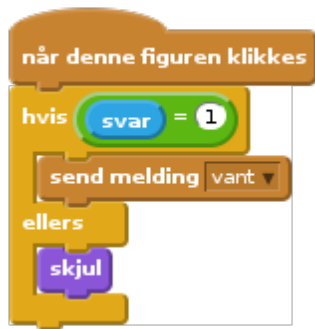 når denne figuren klikkes
hvis svar = 1
send melding vant
ellers
skjul